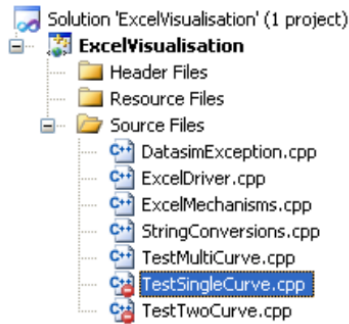 Solution 'ExcelVisualisation' (1 project)
ExcelVisualisation
Header Files
Resource Files
Source Files
DatasimException.cpp
ExcelDriver.cpp
ExcelMechanisms.cpp
StringConversions.cpp
TestMultiCurve.cpp
TestSingleCurve.cpp
TestTwoCurve.cpp